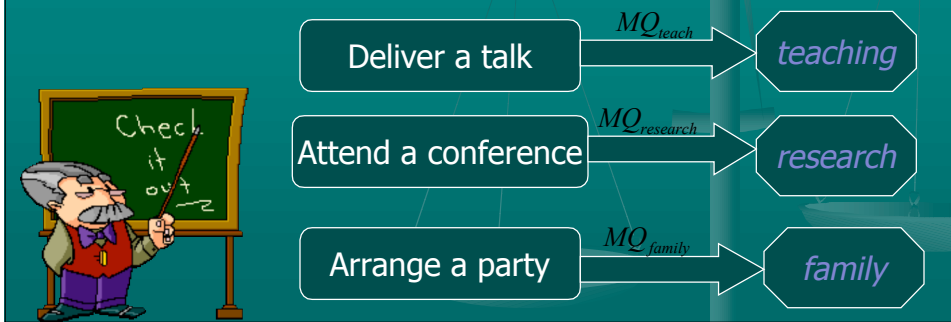 Check
it
out
Deliver a talk
MQteach
teaching
Attend a conference
MQresearch
research
Arrange a party
MQfamily
family